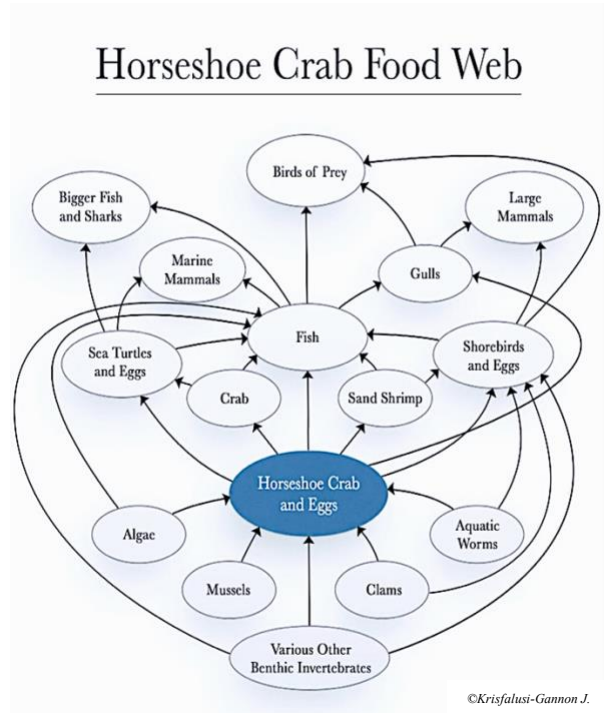 Horseshoe Crab Food Web
Birds of Prey
Bigger Fish
and Sharks
Large
Mammals
Marine
Mammals
Gulls
Fish
Sea Turtles
and Eggs
Shorebirds
and Eggs
Crab
Sand Shrimp
Horseshoe Crab
and Eggs
Algae
Aquatic
Worms
Mussels
Clams
Various Other
Benthic Invertebrates
©Krisfalusi-Gannon J.